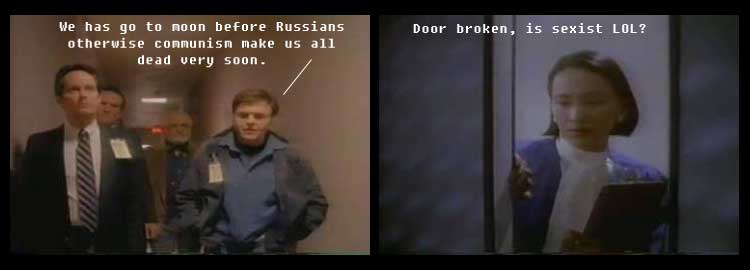 We has go to moon before Russians
otherwise communism make us all
dead very soon.
Door broken, is sexist LOL?